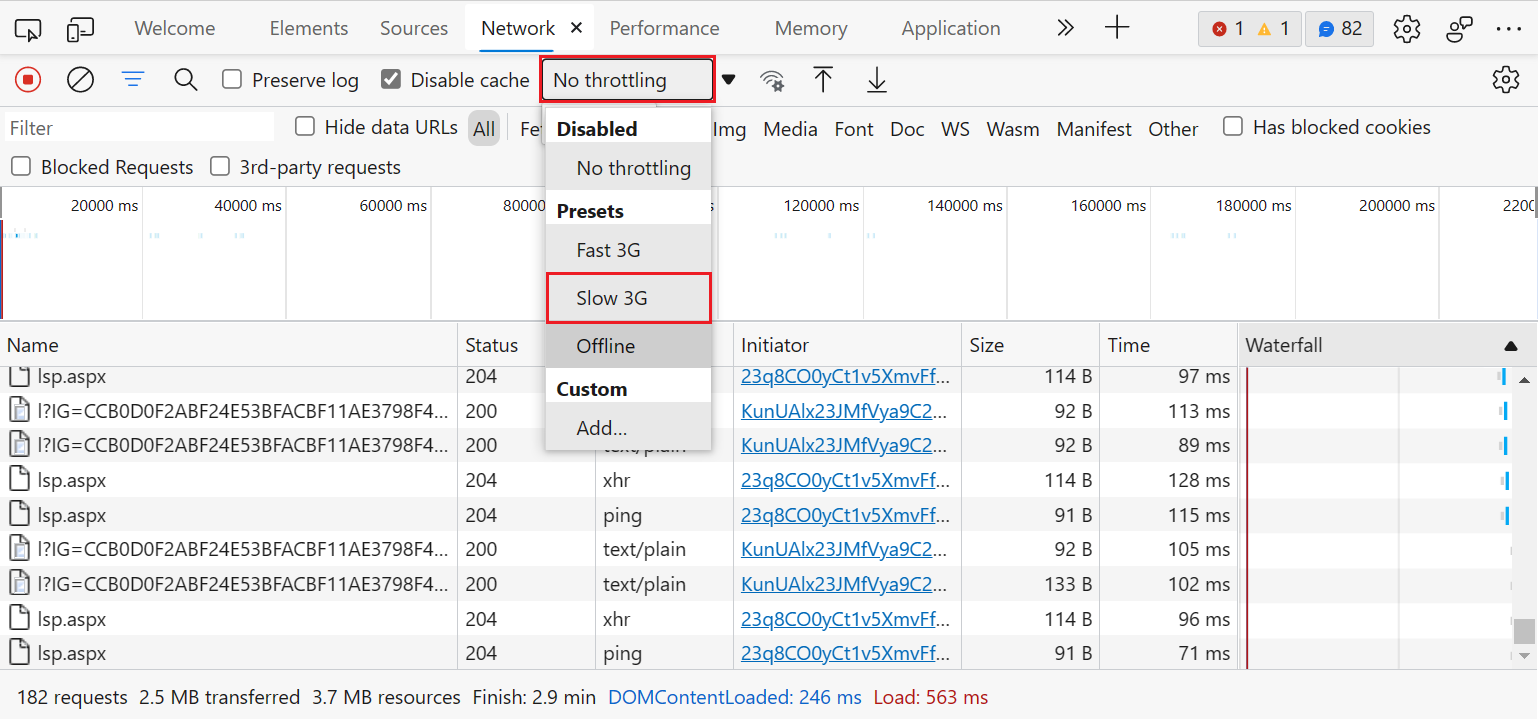 Welcome Elements Sources Network Performance Memory Application 1 1 82
Preserve log Disable cache No throttling
Filter Hide data URLs All Img Media Font Doc WS Wasm Manifest Other Has blocked cookies
Blocked Requests 3rd-party requests
Disabled
No throttling
Presets
Fast 3G
Slow 3G
Offline
Custom
Add...
20000 ms 40000 ms 60000 ms 120000 ms 140000 ms 160000 ms 180000 ms 200000 ms
Name Status Initiator Size Time Waterfall
lsp.aspx 204 23q8CO0yCt1v5XmvFf... 114 B 97 ms
l?IG=CCB0D0F2ABF24E53BFACBF11AE3798F4... 200 KunUAlx23JMfVya9C2... 92 B 113 ms
l?IG=CCB0D0F2ABF24E53BFACBF11AE3798F4... 200 text/plain KunUAlx23JMfVya9C2... 92 B 89 ms
lsp.aspx 204 xhr 23q8CO0yCt1v5XmvFf... 114 B 128 ms
lsp.aspx 204 ping 23q8CO0yCt1v5XmvFf... 91 B 115 ms
l?IG=CCB0D0F2ABF24E53BFACBF11AE3798F4... 200 text/plain KunUAlx23JMfVya9C2... 92 B 105 ms
l?IG=CCB0D0F2ABF24E53BFACBF11AE3798F4... 200 text/plain KunUAlx23JMfVya9C2... 133 B 102 ms
lsp.aspx 204 xhr 23q8CO0yCt1v5XmvFf... 114 B 96 ms
lsp.aspx 204 ping 23q8CO0yCt1v5XmvFf... 91 B 71 ms
182 requests 2.5 MB transferred 3.7 MB resources Finish: 2.9 min DOMContentLoaded: 246 ms Load: 563 ms